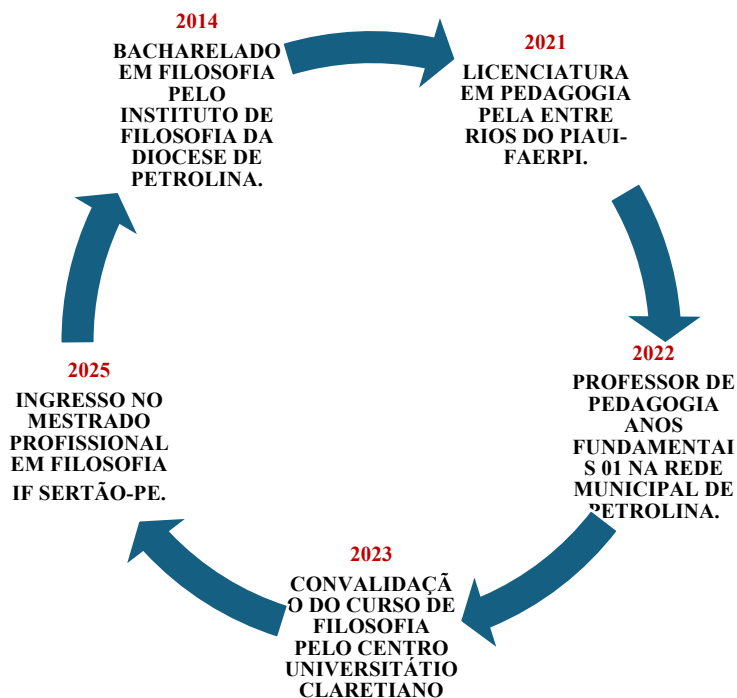 2014
BACHARELADO
EM FILOSOFIA
PELO
INSTITUTO DE
FILOSOFIA DA
DIOCESE DE
PETROLINA.
2021
LICENCIATURA
EM PEDAGOGIA
PELA ENTRE
RIOS DO PIAUI-
FAERPI.
2022
PROFESSOR DE
PEDAGOGIA
ANOS
FUNDAMENTAI
S 01 NA REDE
MUNICIPAL DE
PETROLINA.
2023
CONVALIDAÇÃ
O DO CURSO DE
FILOSOFIA
PELO CENTRO
UNIVERSITÁTIO
CLARETIANO
2025
INGRESSO NO
MESTRADO
PROFISSIONAL
EM FILOSOFIA
IF SERTÃO-PE.